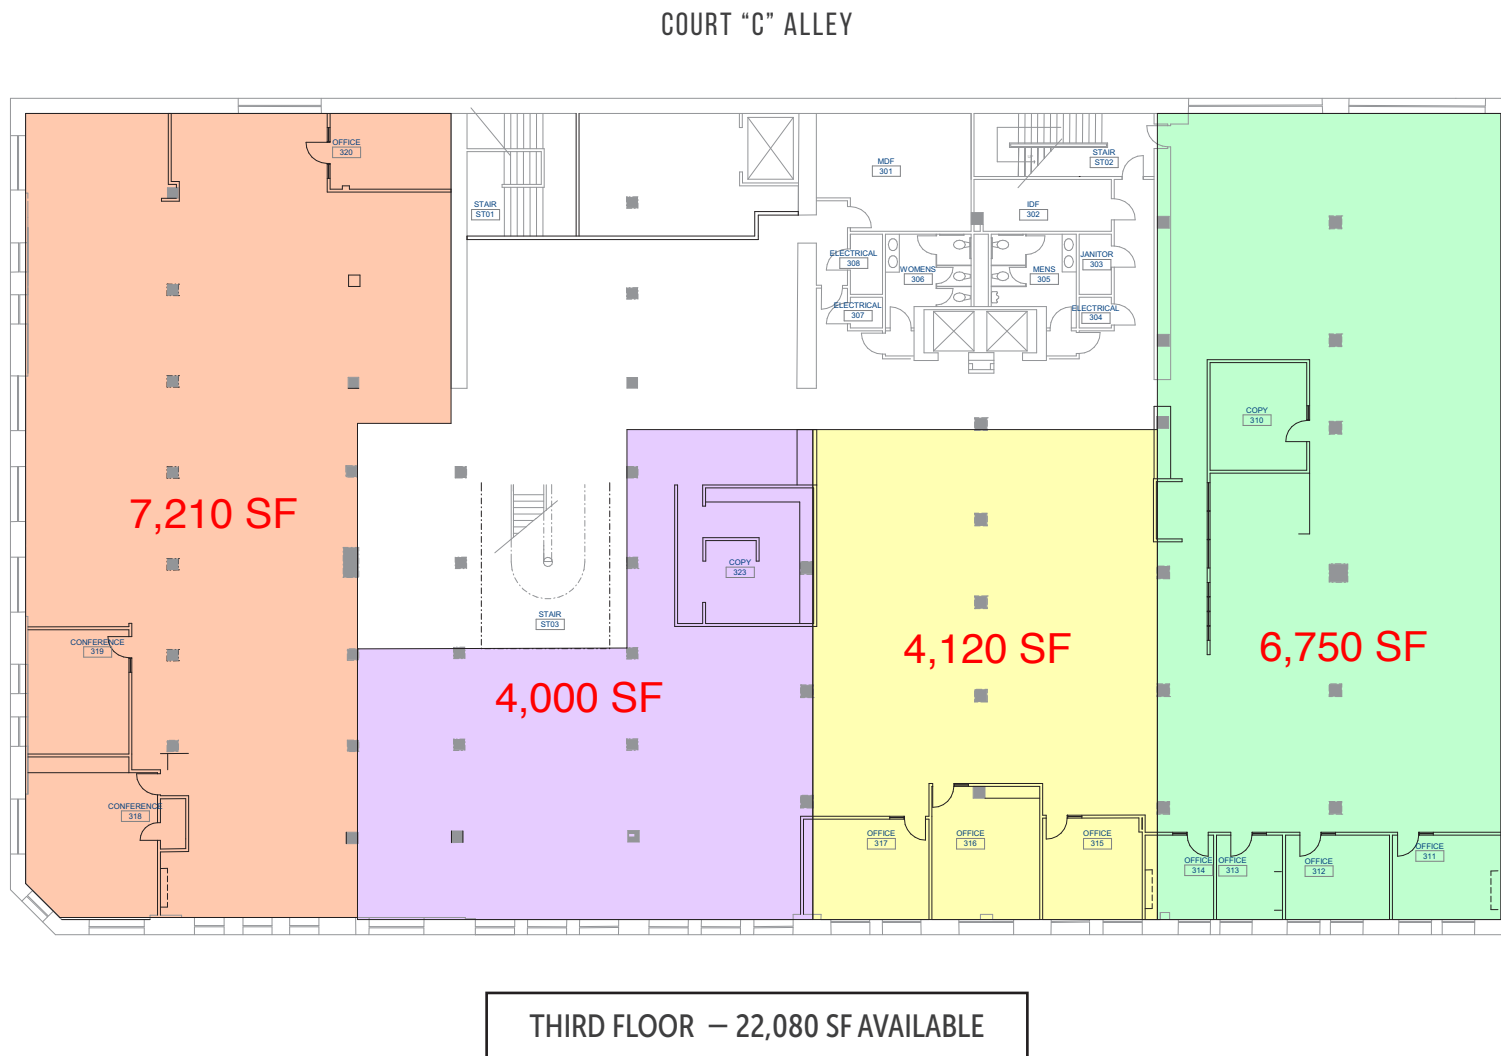 COURT “C” ALLEY
OFFICE
320
STAIR
ST01
MDF
301
STAIR
ST02
IDF
302
ELECTRICAL
308
WOMENS
306
MENS
305
JANITOR
303
ELECTRICAL
307
ELECTRICAL
304
COPY
310
7,210 SF
COPY
323
STAIR
ST03
CONFERENCE
319
4,000 SF
4,120 SF
6,750 SF
CONFERENCE
318
OFFICE
317
OFFICE
316
OFFICE
315
OFFICE
314
OFFICE
313
OFFICE
312
OFFICE
311
THIRD FLOOR – 22,080 SF AVAILABLE